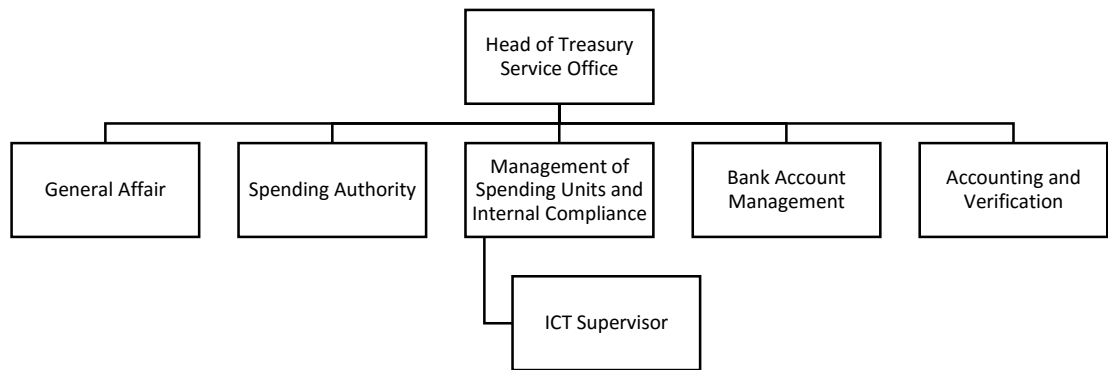 Head of Treasury
Service Office
General Affair
Spending Authority
Management of
Spending Units and
Internal Compliance
Bank Account
Management
Accounting and
Verification
ICT Supervisor